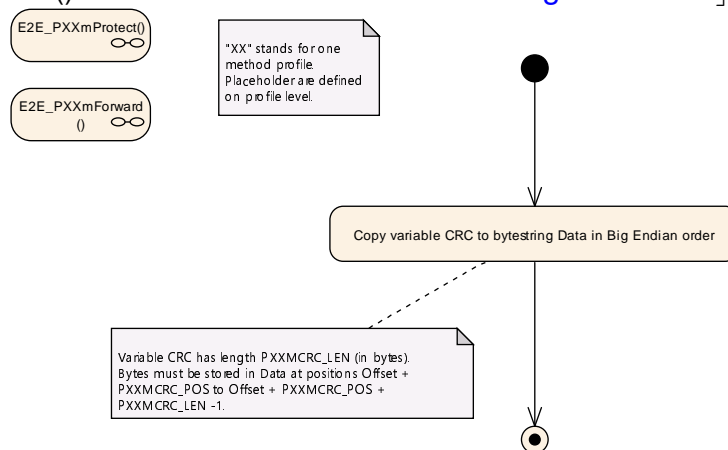 ()
E2E_PXXmProtect()
E2E_PXXmForward
()
"XX" stands for one
method profile.
Placeholder are defined
on profile level.
Copy variable CRC to bytestring Data in Big Endian order
Variable CRC has length PXXMCRC_LEN (in bytes).
Bytes must be stored in Data at positions Offset +
PXXMCRC_POS to Offset + PXXMCRC_POS +
PXXMCRC_LEN -1.